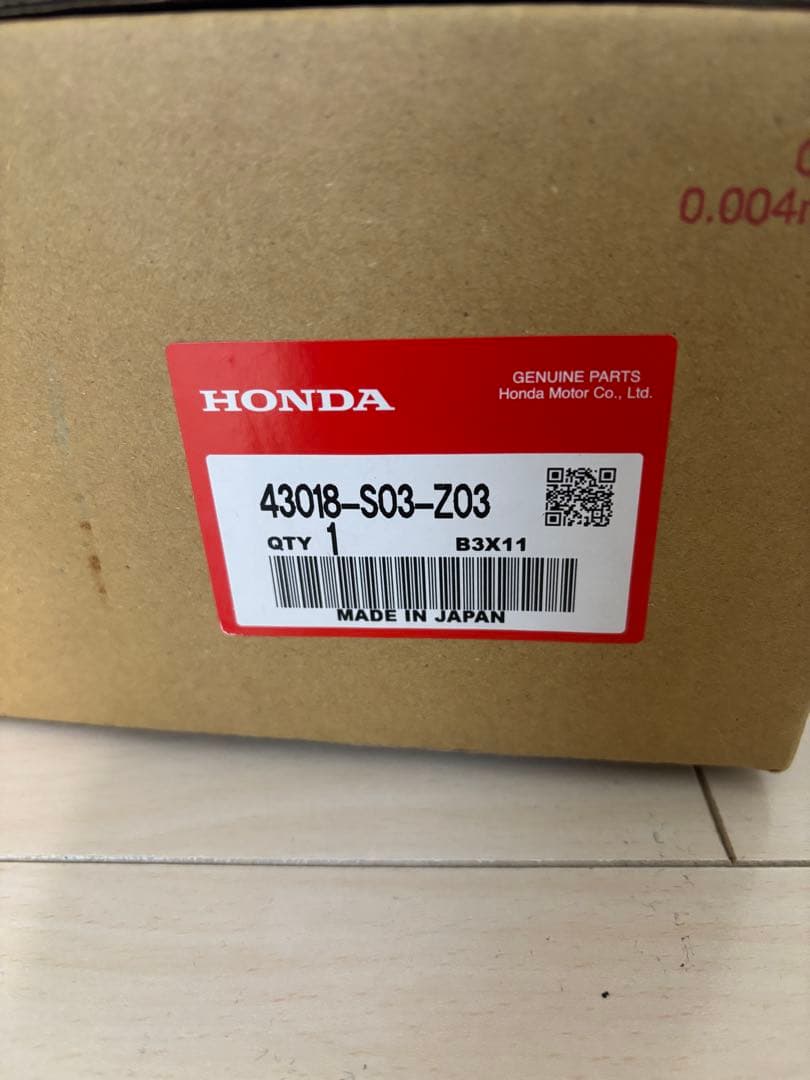 0.004
HONDA
GENUINE PARTS
Honda Motor Co., Ltd.
43018-S03-Z03
QTY 1 B3X11
MADE IN JAPAN